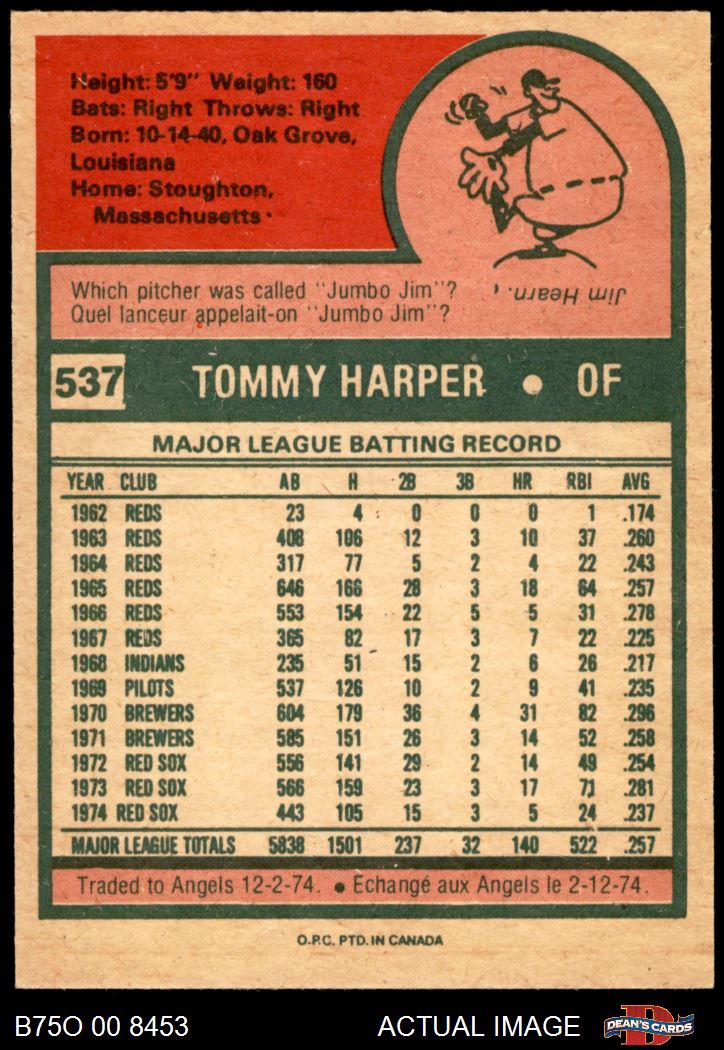 Height: 5'9" Weight: 160
Bats: Right Throws: Right
Born: 10-14-40, Oak Grove,
Louisiana
Home: Stoughton,
Massachusetts
Jim Hearn.
Which pitcher was called "Jumbo Jim"?
Quel lanceur appelait-on "Jumbo Jim"?
537 TOMMY HARPER • OF
MAJOR LEAGUE BATTING RECORD
YEAR CLUB AB H 2B 3B HR RBI AVG
1962 REDS 23 4 0 0 0 1 .174
1963 REDS 408 106 12 3 10 37 .260
1964 REDS 317 77 5 2 4 22 .243
1965 REDS 646 166 28 3 18 64 .257
1966 REDS 553 154 22 5 5 31 .278
1967 REDS 365 82 17 3 7 22 .225
1968 INDIANS 235 51 15 2 6 26 .217
1969 PILOTS 537 126 10 2 9 41 .235
1970 BREWERS 604 179 36 4 31 82 .296
1971 BREWERS 585 151 26 3 14 52 .258
1972 RED SOX 556 141 29 2 14 49 .254
1973 RED SOX 566 159 23 3 17 71 .281
1974 RED SOX 443 105 15 3 5 24 .237
MAJOR LEAGUE TOTALS 5838 1501 237 32 140 522 .257
Traded to Angels 12-2-74. • Echangé aux Angels le 2-12-74.
O.P.C. PTD. IN CANADA
B75O 00 8453 ACTUAL IMAGE DEAN'S CARDS